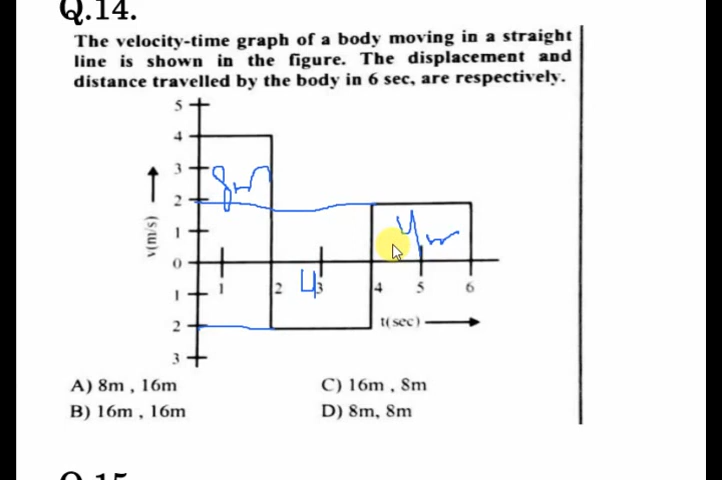 Q.14.
The velocity-time graph of a body moving in a straight
line is shown in the figure. The displacement and
distance travelled by the body in 6 sec, are respectively.
5
4
3
2
1
0
1
2
3
v(m/s)
8m
4
4m
1 2 3 4 5 6
t(sec)
A) 8m , 16m
C) 16m , 8m
B) 16m , 16m
D) 8m, 8m
Q.15